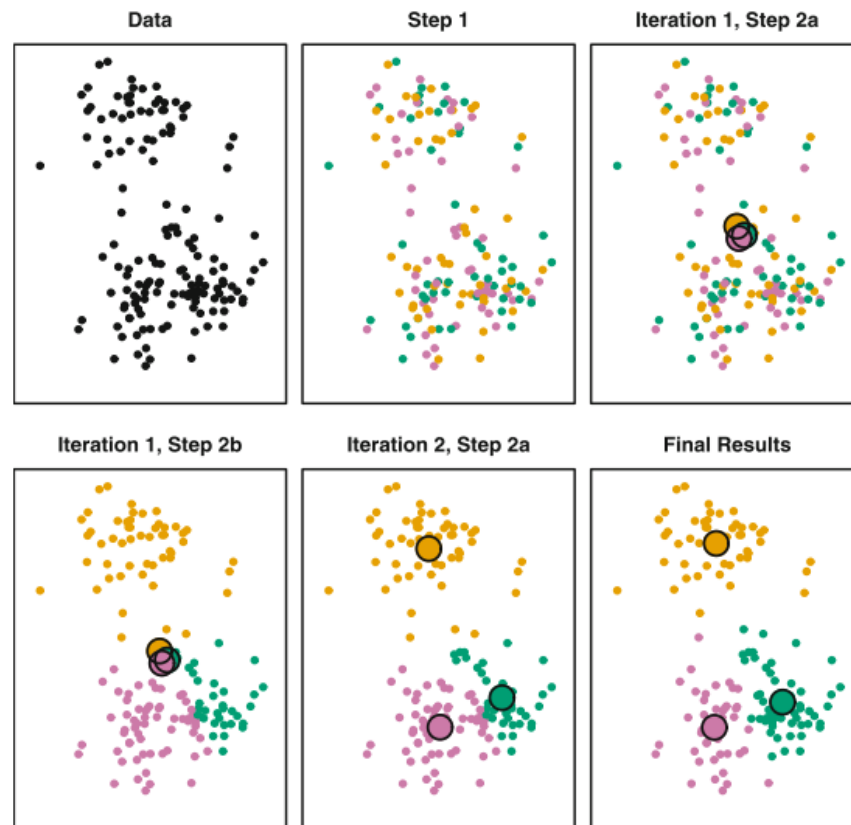 Data
Step 1
Iteration 1, Step 2a
Iteration 1, Step 2b
Iteration 2, Step 2a
Final Results